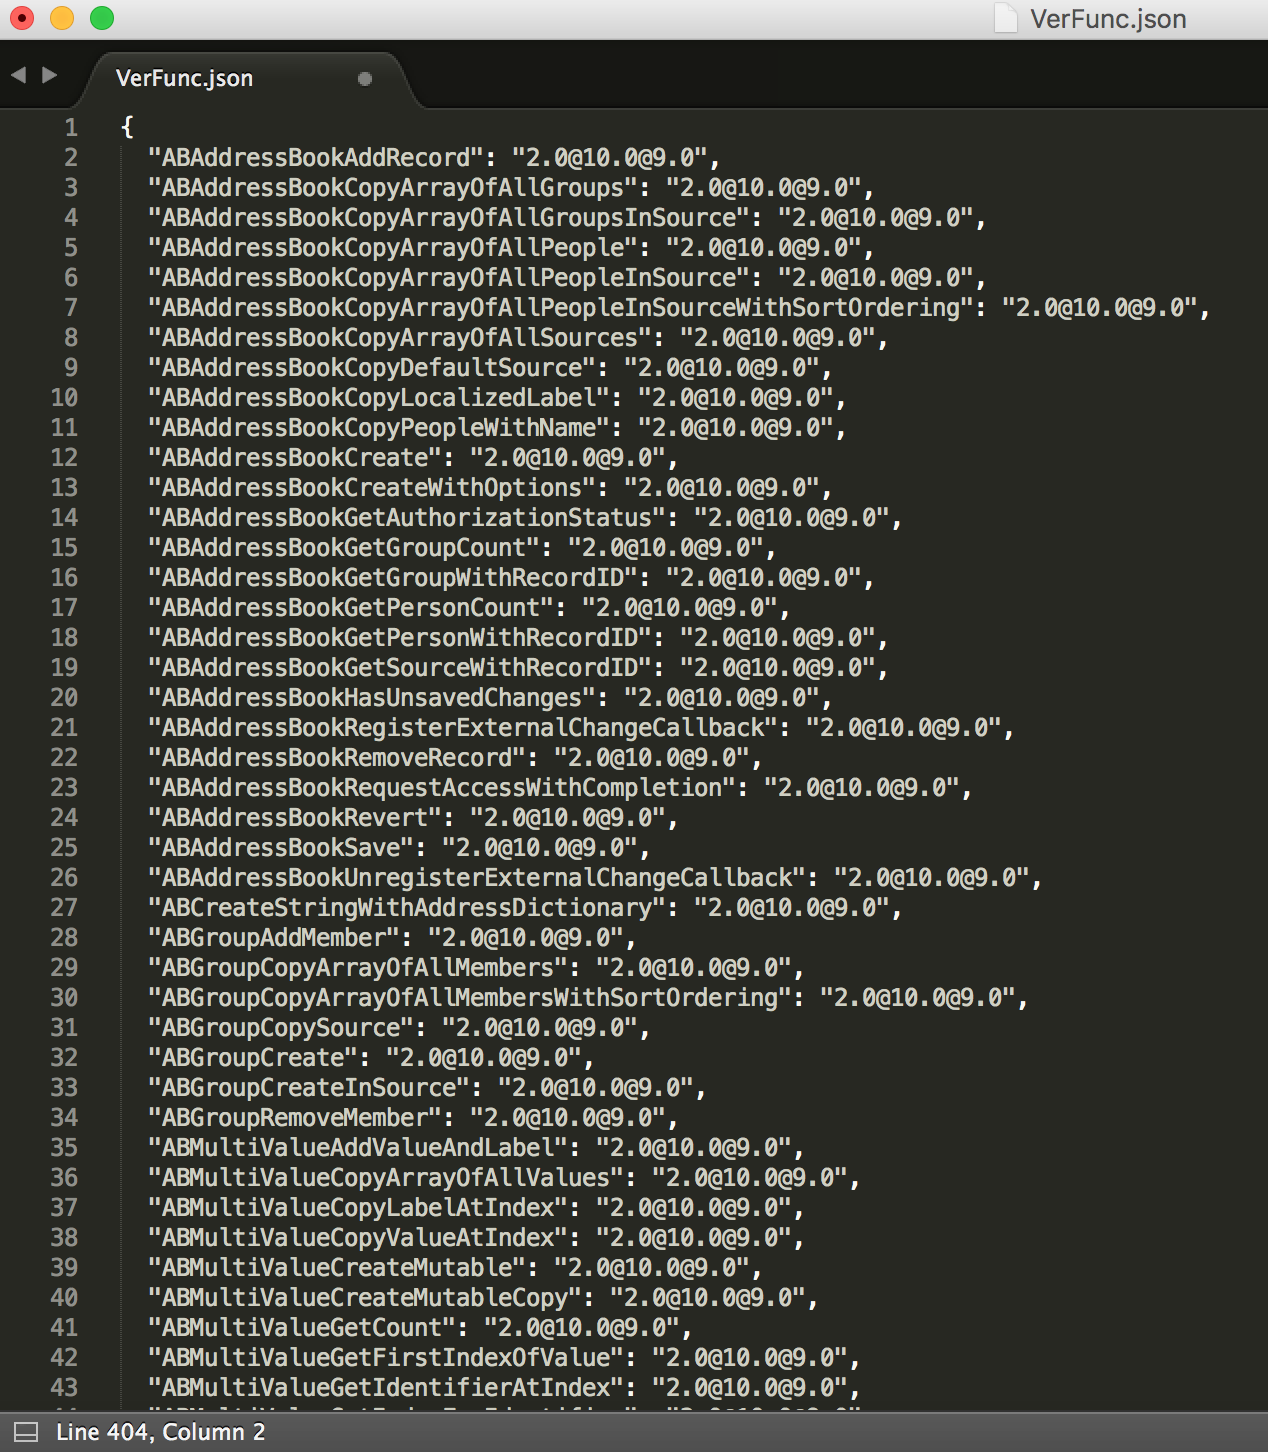 VerFunc.json
VerFunc.json
1 {
2 "ABAddressBookAddRecord": "2.0@10.0@9.0",
3 "ABAddressBookCopyArrayOfAllGroups": "2.0@10.0@9.0",
4 "ABAddressBookCopyArrayOfAllGroupsInSource": "2.0@10.0@9.0",
5 "ABAddressBookCopyArrayOfAllPeople": "2.0@10.0@9.0",
6 "ABAddressBookCopyArrayOfAllPeopleInSource": "2.0@10.0@9.0",
7 "ABAddressBookCopyArrayOfAllPeopleInSourceWithSortOrdering": "2.0@10.0@9.0",
8 "ABAddressBookCopyArrayOfAllSources": "2.0@10.0@9.0",
9 "ABAddressBookCopyDefaultSource": "2.0@10.0@9.0",
10 "ABAddressBookCopyLocalizedLabel": "2.0@10.0@9.0",
11 "ABAddressBookCopyPeopleWithName": "2.0@10.0@9.0",
12 "ABAddressBookCreate": "2.0@10.0@9.0",
13 "ABAddressBookCreateWithOptions": "2.0@10.0@9.0",
14 "ABAddressBookGetAuthorizationStatus": "2.0@10.0@9.0",
15 "ABAddressBookGetGroupCount": "2.0@10.0@9.0",
16 "ABAddressBookGetGroupWithRecordID": "2.0@10.0@9.0",
17 "ABAddressBookGetPersonCount": "2.0@10.0@9.0",
18 "ABAddressBookGetPersonWithRecordID": "2.0@10.0@9.0",
19 "ABAddressBookGetSourceWithRecordID": "2.0@10.0@9.0",
20 "ABAddressBookHasUnsavedChanges": "2.0@10.0@9.0",
21 "ABAddressBookRegisterExternalChangeCallback": "2.0@10.0@9.0",
22 "ABAddressBookRemoveRecord": "2.0@10.0@9.0",
23 "ABAddressBookRequestAccessWithCompletion": "2.0@10.0@9.0",
24 "ABAddressBookRevert": "2.0@10.0@9.0",
25 "ABAddressBookSave": "2.0@10.0@9.0",
26 "ABAddressBookUnregisterExternalChangeCallback": "2.0@10.0@9.0",
27 "ABCreateStringWithAddressDictionary": "2.0@10.0@9.0",
28 "ABGroupAddMember": "2.0@10.0@9.0",
29 "ABGroupCopyArrayOfAllMembers": "2.0@10.0@9.0",
30 "ABGroupCopyArrayOfAllMembersWithSortOrdering": "2.0@10.0@9.0",
31 "ABGroupCopySource": "2.0@10.0@9.0",
32 "ABGroupCreate": "2.0@10.0@9.0",
33 "ABGroupCreateInSource": "2.0@10.0@9.0",
34 "ABGroupRemoveMember": "2.0@10.0@9.0",
35 "ABMultiValueAddValueAndLabel": "2.0@10.0@9.0",
36 "ABMultiValueCopyArrayOfAllValues": "2.0@10.0@9.0",
37 "ABMultiValueCopyLabelAtIndex": "2.0@10.0@9.0",
38 "ABMultiValueCopyValueAtIndex": "2.0@10.0@9.0",
39 "ABMultiValueCreateMutable": "2.0@10.0@9.0",
40 "ABMultiValueCreateMutableCopy": "2.0@10.0@9.0",
41 "ABMultiValueGetCount": "2.0@10.0@9.0",
42 "ABMultiValueGetFirstIndexOfValue": "2.0@10.0@9.0",
43 "ABMultiValueGetIdentifierAtIndex": "2.0@10.0@9.0",
Line 404, Column 2